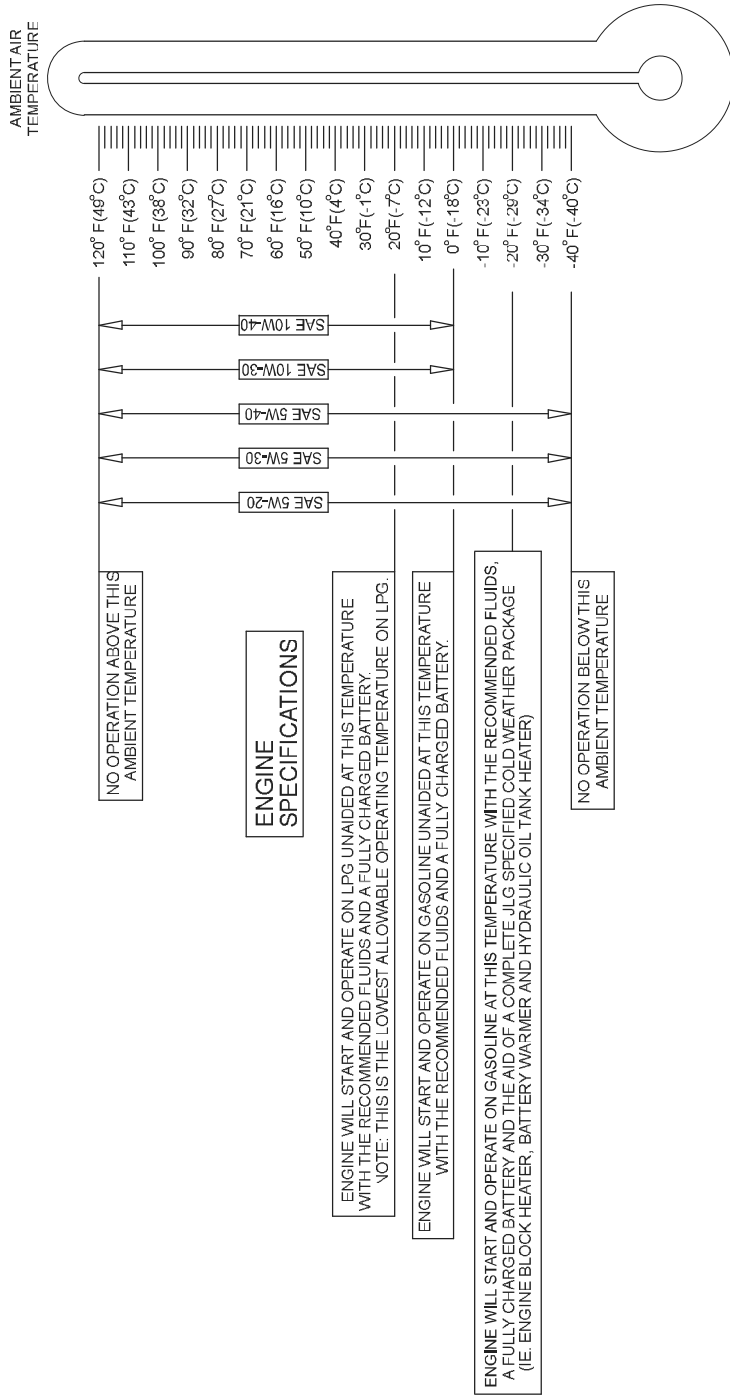 AMBIENT AIR
TEMPERATURE
120°F(49°C)
110°F(43°C)
100°F(38°C)
90°F(32°C)
80°F(27°C)
70°F(21°C)
60°F(16°C)
50°F(10°C)
40°F(4°C)
30°F(-1°C)
20°F(-7°C)
10°F(-12°C)
0°F(-18°C)
-10°F(-23°C)
-20°F(-29°C)
-30°F(-34°C)
-40°F(-40°C)
SAE 10W-40
SAE 10W-30
SAE 5W-40
SAE 5W-30
SAE 5W-20
NO OPERATION ABOVE THIS
AMBIENT TEMPERATURE
ENGINE
SPECIFICATIONS
ENGINE WILL START AND OPERATE ON LPG UNAIDED AT THIS TEMPERATURE
WITH THE RECOMMENDED FLUIDS AND A FULLY CHARGED BATTERY.
NOTE: THIS IS THE LOWEST ALLOWABLE OPERATING TEMPERATURE ON LPG.
ENGINE WILL START AND OPERATE ON GASOLINE UNAIDED AT THIS TEMPERATURE
WITH THE RECOMMENDED FLUIDS AND A FULLY CHARGED BATTERY.
ENGINE WILL START AND OPERATE ON GASOLINE AT THIS TEMPERATURE WITH THE RECOMMENDED FLUIDS,
A FULLY CHARGED BATTERY AND THE AID OF A COMPLETE JLG SPECIFIED COLD WEATHER PACKAGE
(IE. ENGINE BLOCK HEATER, BATTERY WARMER AND HYDRAULIC OIL TANK HEATER)
NO OPERATION BELOW THIS
AMBIENT TEMPERATURE